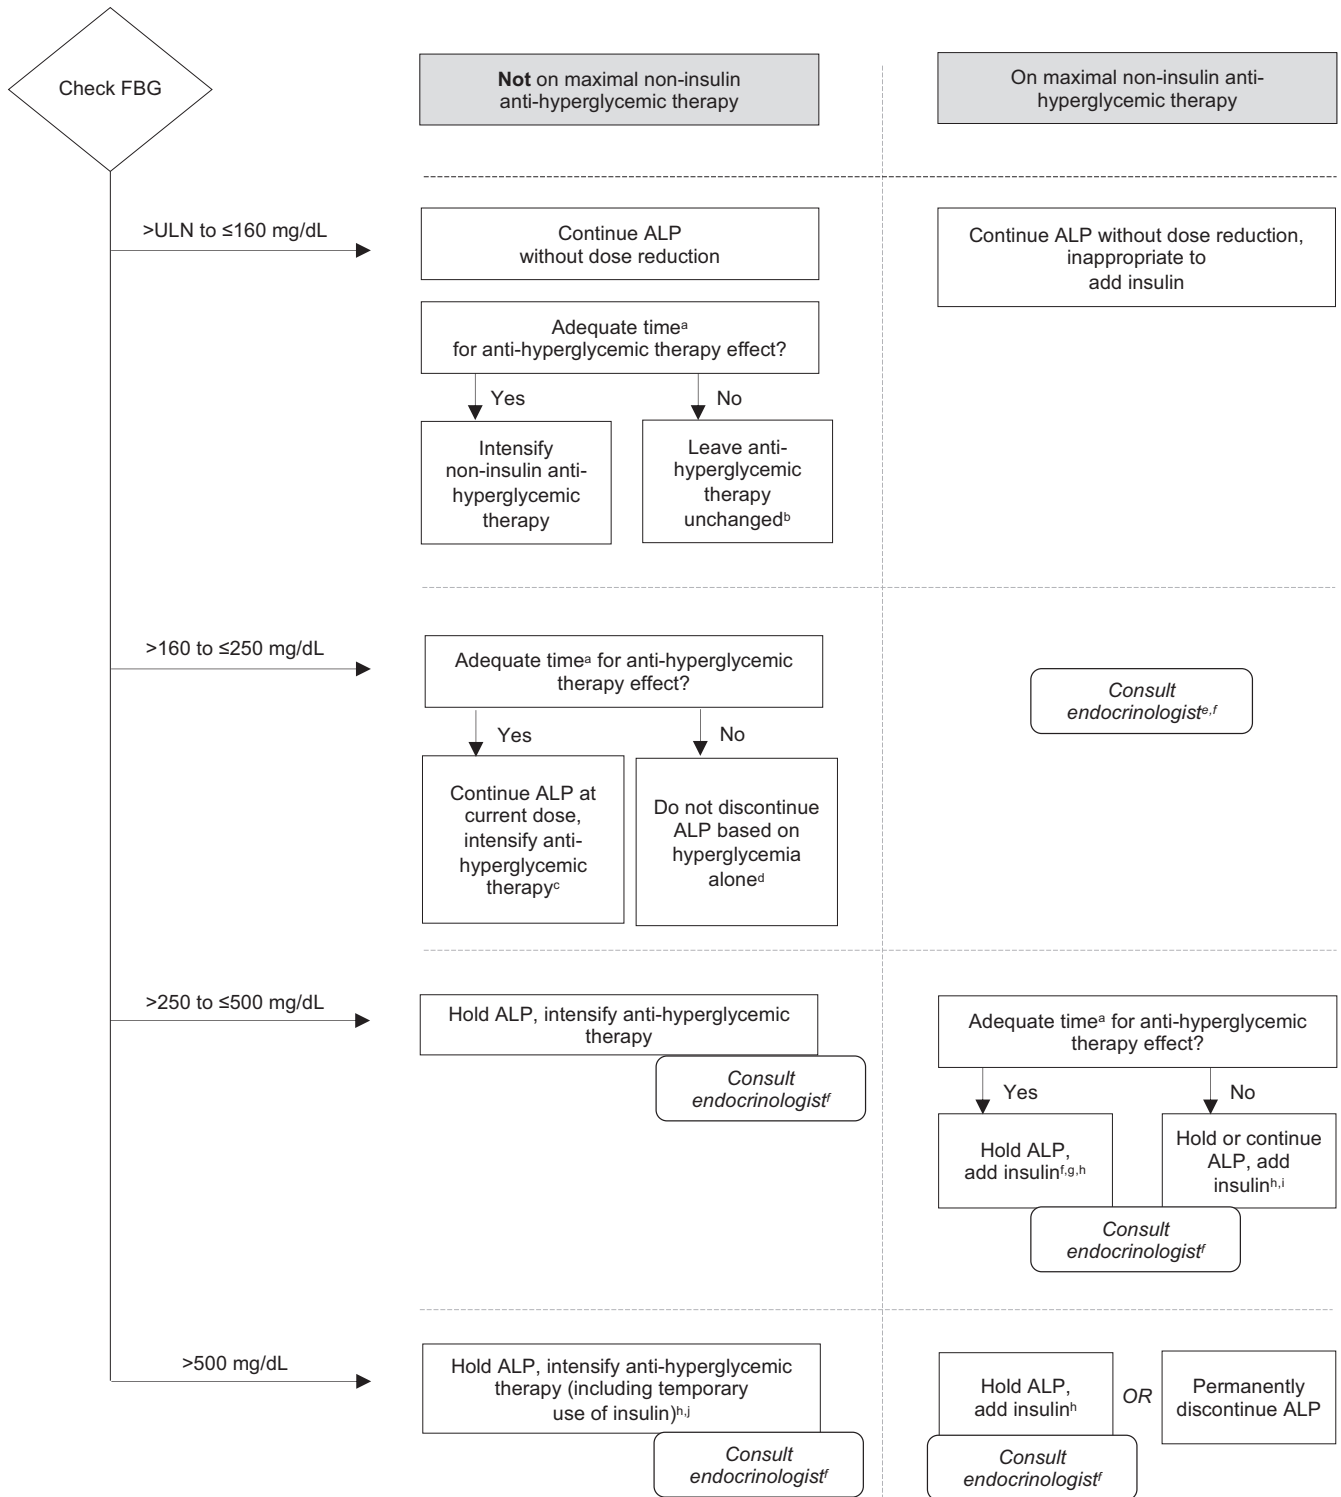 Check FBG
Not on maximal non-insulin
anti-hyperglycemic therapy
On maximal non-insulin anti-
hyperglycemic therapy
>ULN to ≤160 mg/dL
Continue ALP
without dose reduction
Continue ALP without dose reduction,
inappropriate to
add insulin
Adequate timeᵃ
for anti-hyperglycemic therapy effect?
Yes
No
Intensify
non-insulin anti-
hyperglycemic
therapy
Leave anti-
hyperglycemic
therapy
unchangedᵇ
>160 to ≤250 mg/dL
Adequate timeᵃ for anti-hyperglycemic
therapy effect?
Consult
endocrinologistᵉ,ᶠ
Yes
No
Continue ALP at
current dose,
intensify anti-
hyperglycemic
therapyᶜ
Do not discontinue
ALP based on
hyperglycemia
aloneᵈ
>250 to ≤500 mg/dL
Hold ALP, intensify anti-hyperglycemic
therapy
Consult
endocrinologistᶠ
Adequate timeᵃ for anti-hyperglycemic
therapy effect?
Yes
No
Hold ALP,
add insulinᶠ,ᵍ,ʰ
Hold or continue
ALP, add
insulinʰ,ⁱ
Consult
endocrinologistᶠ
>500 mg/dL
Hold ALP, intensify anti-hyperglycemic
therapy (including temporary
use of insulin)ʰ,ʲ
Consult
endocrinologistᶠ
Hold ALP,
add insulinʰ
OR
Permanently
discontinue ALP
Consult
endocrinologistᶠ